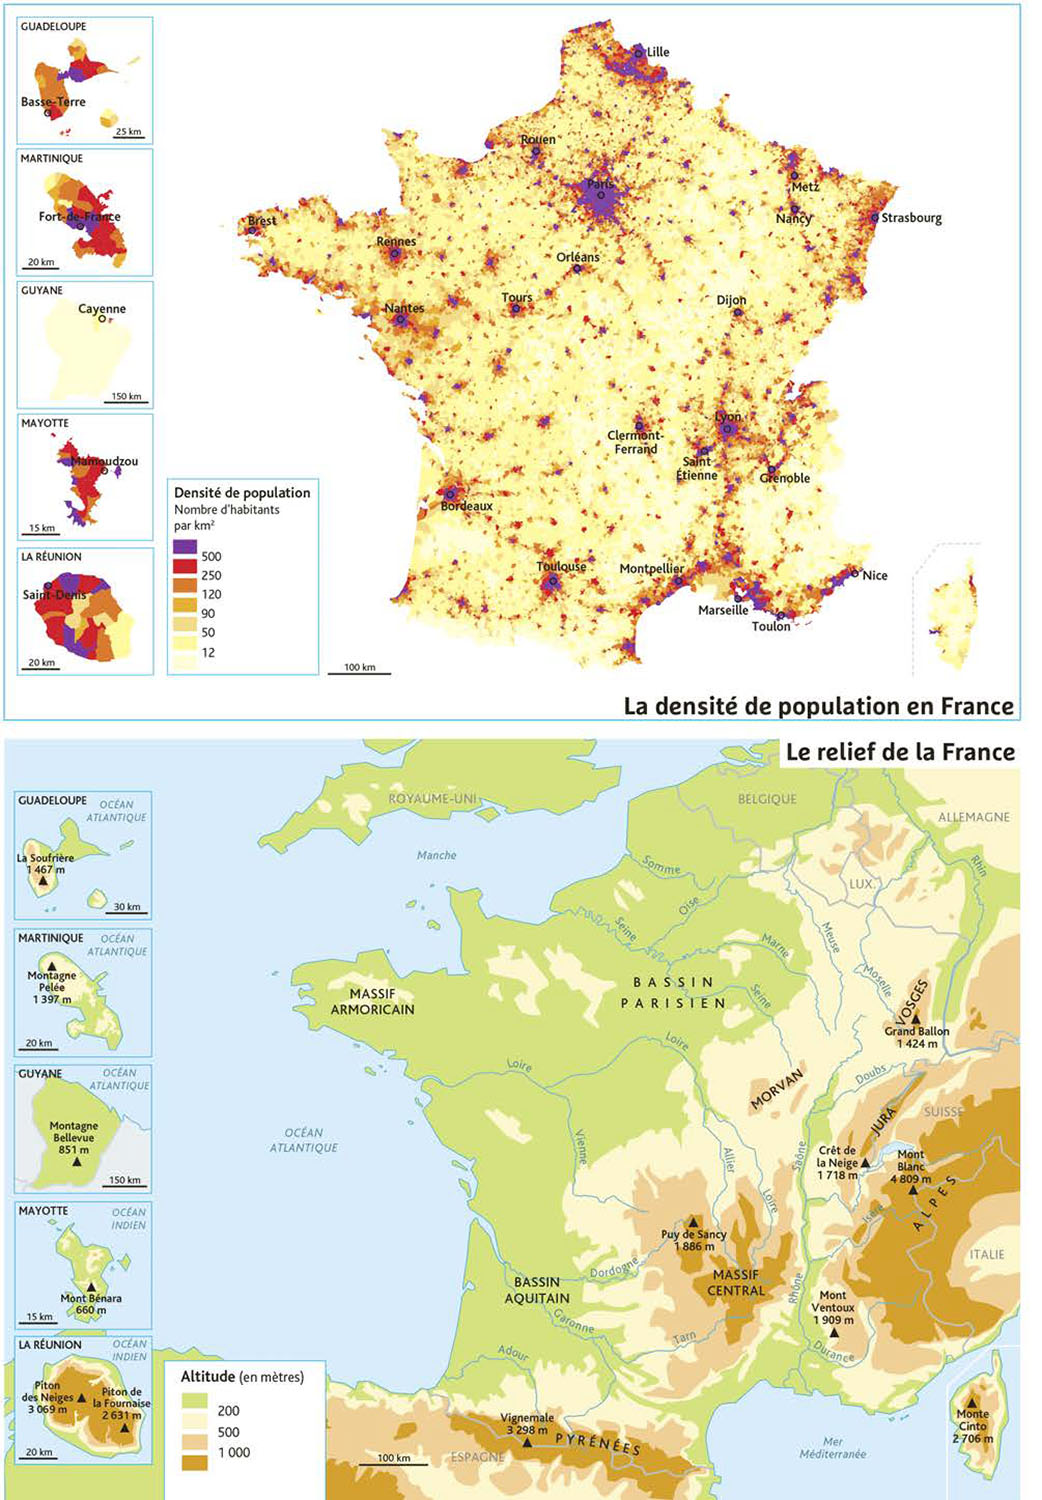 GUADELOUPE
Basse-Terre
25 km
MARTINIQUE
Fort-de-France
20 km
GUYANE
Cayenne
150 km
MAYOTTE
Mamoudzou
15 km
LA RÉUNION
Saint-Denis
20 km
Densité de population
Nombre d'habitants
par km²
500
250
120
90
50
12
100 km
Lille
Rouen
Paris
Metz
Nancy
Strasbourg
Brest
Rennes
Orléans
Nantes
Tours
Dijon
Lyon
Clermont-
Ferrand
Saint
Étienne
Grenoble
Bordeaux
Toulouse
Montpellier
Nice
Marseille
Toulon
La densité de population en France
Le relief de la France
GUADELOUPE
OCÉAN
ATLANTIQUE
La Soufrière
1 467 m
30 km
MARTINIQUE
OCÉAN
ATLANTIQUE
Montagne
Pelée
1 397 m
20 km
GUYANE
OCÉAN
ATLANTIQUE
Montagne
Bellevue
851 m
150 km
MAYOTTE
OCÉAN
INDIEN
Mont Bénara
660 m
15 km
LA RÉUNION
OCÉAN
INDIEN
Piton
des Neiges
3 069 m
Piton de
la Fournaise
2 631 m
20 km
Altitude (en mètres)
200
500
1 000
100 km
ROYAUME-UNI
BELGIQUE
ALLEMAGNE
Manche
Somme
LUX.
Rhin
Oise
Seine
Meuse
Marne
Moselle
BASSIN
PARISIEN
Seine
MASSIF
ARMORICAIN
VOSGES
Grand Ballon
1 424 m
Loire
Loire
Doubs
MORVAN
JURA
SUISSE
OCÉAN
ATLANTIQUE
Vienne
Allier
Saône
Crêt de
la Neige
1 718 m
Mont
Blanc
4 809 m
Loire
Isère
ALPES
Puy de Sancy
1 886 m
ITALIE
Dordogne
MASSIF
CENTRAL
BASSIN
AQUITAIN
Rhône
Mont
Ventoux
1 909 m
Garonne
Tarn
Durance
Adour
Vignemale
3 298 m
PYRÉNÉES
ESPAGNE
Mer
Méditerranée
Monte
Cinto
2 706 m